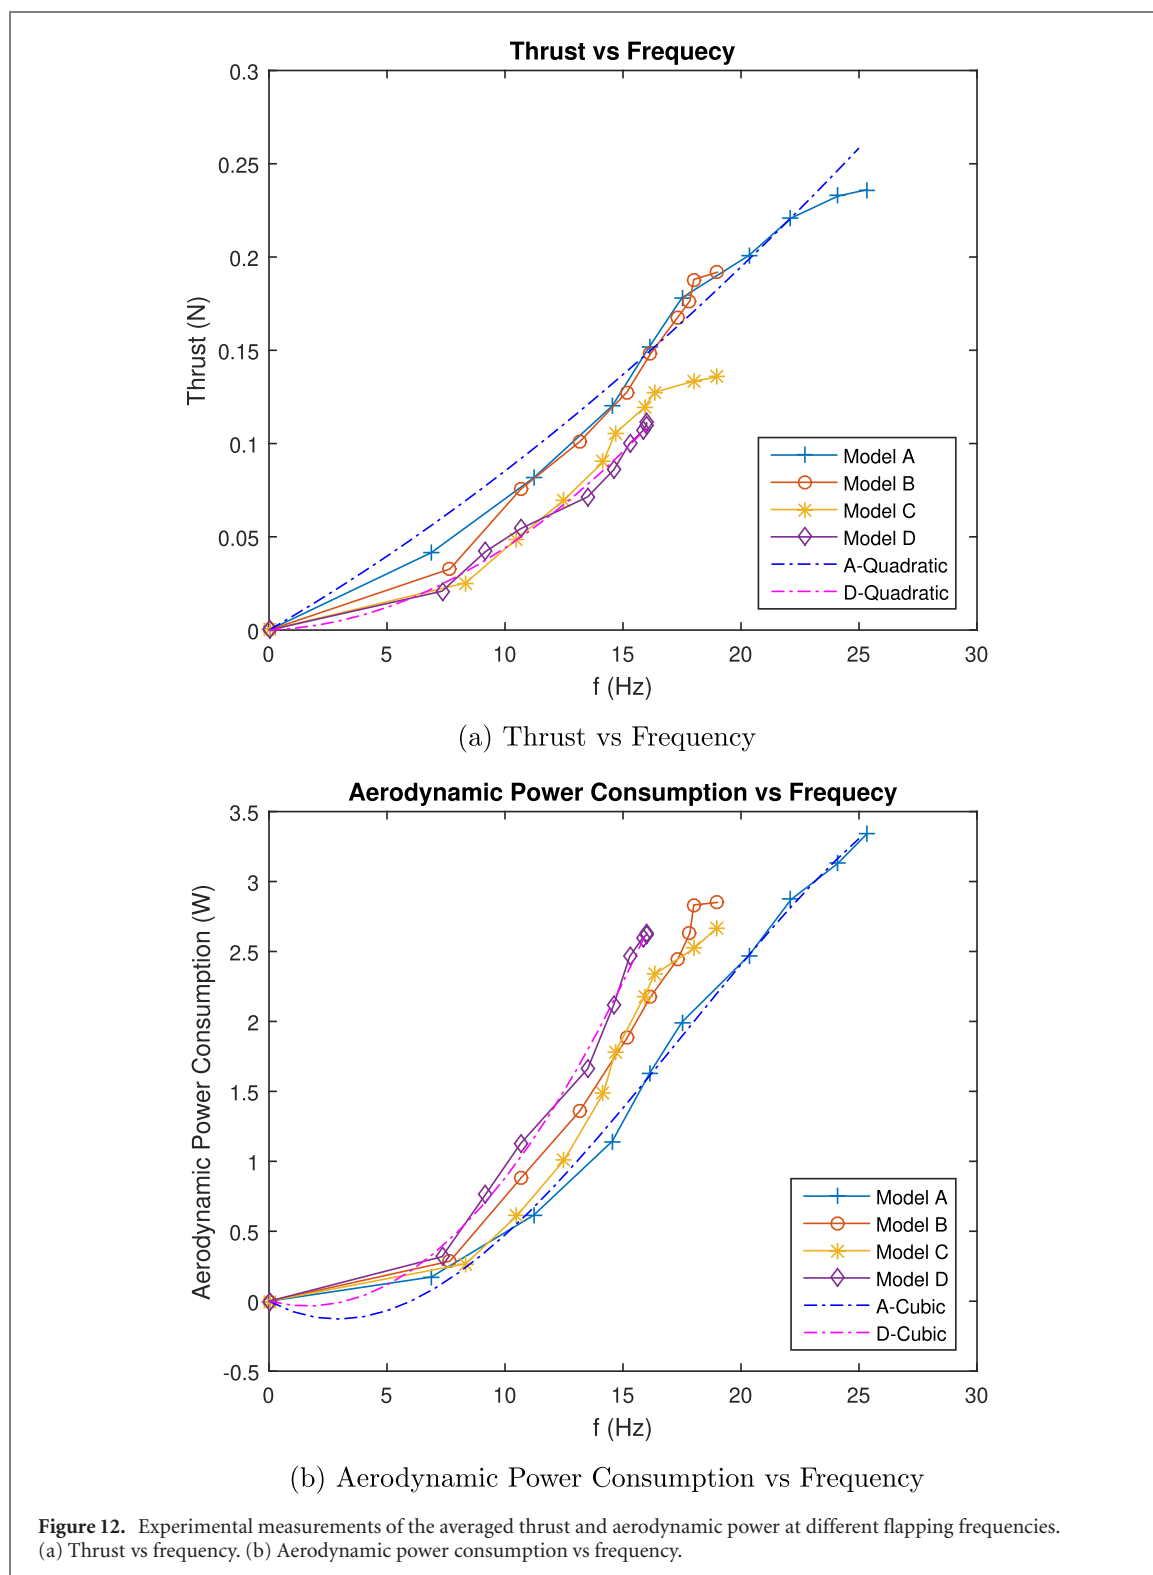 Thrust vs Frequecy
0.3
0.25
0.2
0.15
0.1
0.05
0
Thrust (N)
Model A
Model B
Model C
Model D
A-Quadratic
D-Quadratic
0 5 10 15 20 25 30
f (Hz)
(a) Thrust vs Frequency
Aerodynamic Power Consumption vs Frequecy
3.5
3
2.5
2
1.5
1
0.5
0
-0.5
Aerodynamic Power Consumption (W)
Model A
Model B
Model C
Model D
A-Cubic
D-Cubic
0 5 10 15 20 25 30
f (Hz)
(b) Aerodynamic Power Consumption vs Frequency
Figure 12. Experimental measurements of the averaged thrust and aerodynamic power at different flapping frequencies.
(a) Thrust vs frequency. (b) Aerodynamic power consumption vs frequency.